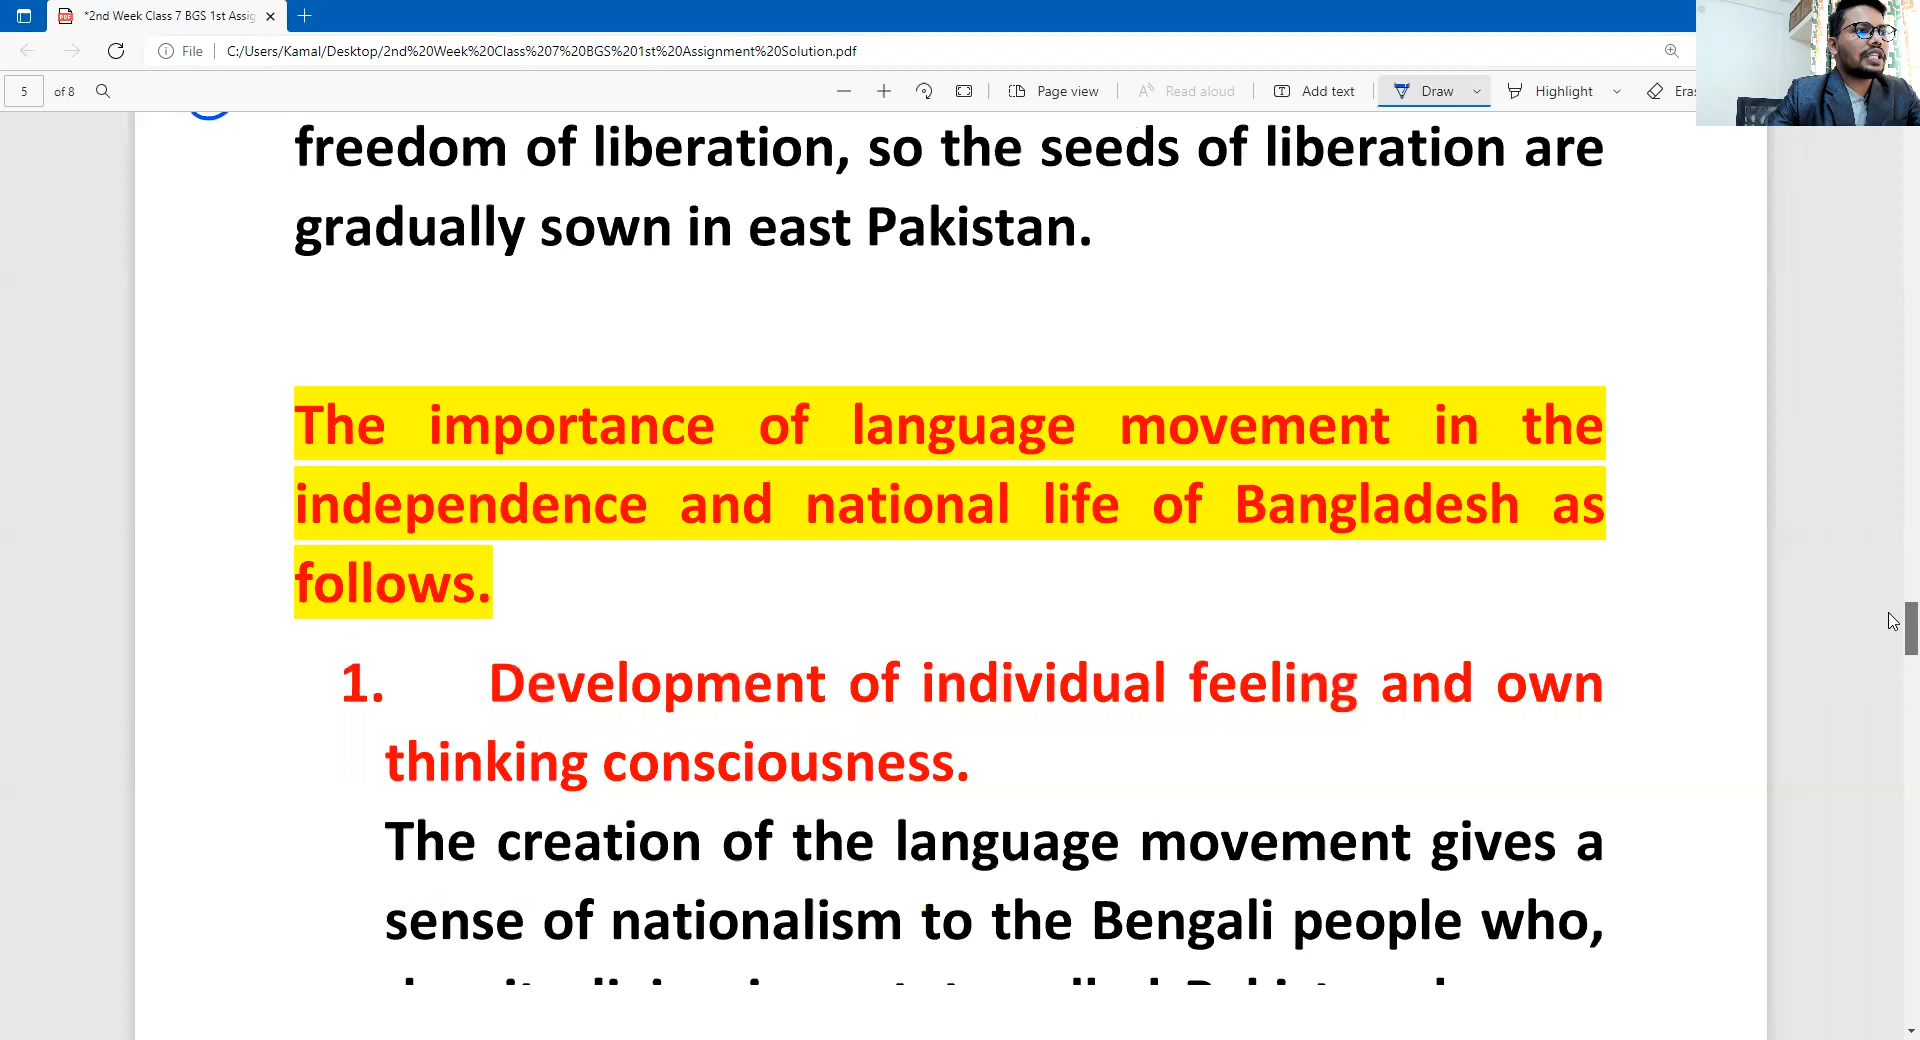 *2nd Week Class 7 BGS 1st Assig
File C:/Users/Kamal/Desktop/2nd%20Week%20Class%207%20BGS%201st%20Assignment%20Solution.pdf
5 of 8 Page view Read aloud Add text Draw Highlight Eras
freedom of liberation, so the seeds of liberation are
gradually sown in east Pakistan.
The importance of language movement in the
independence and national life of Bangladesh as
follows.
1. Development of individual feeling and own
thinking consciousness.
The creation of the language movement gives a
sense of nationalism to the Bengali people who,